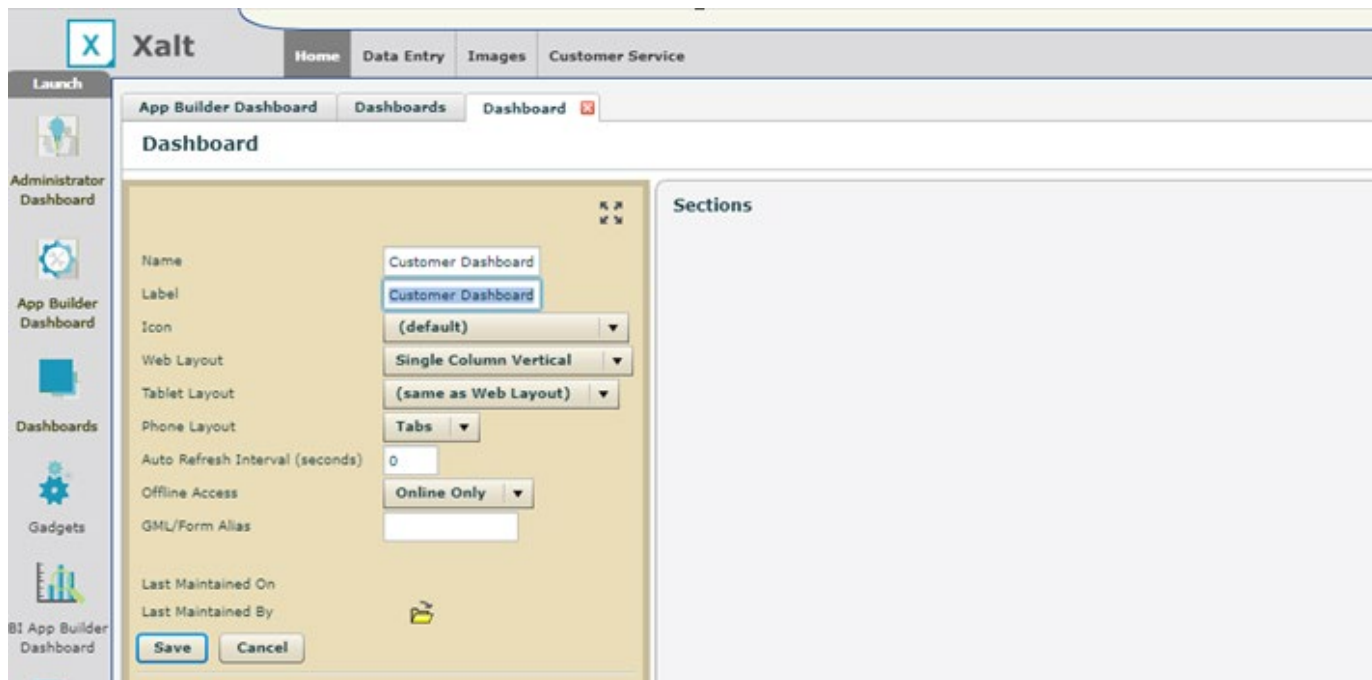 X Xalt
Home Data Entry Images Customer Service
Launch
Administrator
Dashboard
App Builder
Dashboard
Dashboards
Gadgets
BI App Builder
Dashboard
App Builder Dashboard Dashboards Dashboard
Dashboard
Name Customer Dashboard
Label Customer Dashboard
Icon (default)
Web Layout Single Column Vertical
Tablet Layout (same as Web Layout)
Phone Layout Tabs
Auto Refresh Interval (seconds) 0
Offline Access Online Only
GML/Form Alias
Last Maintained On
Last Maintained By
Save Cancel
Sections